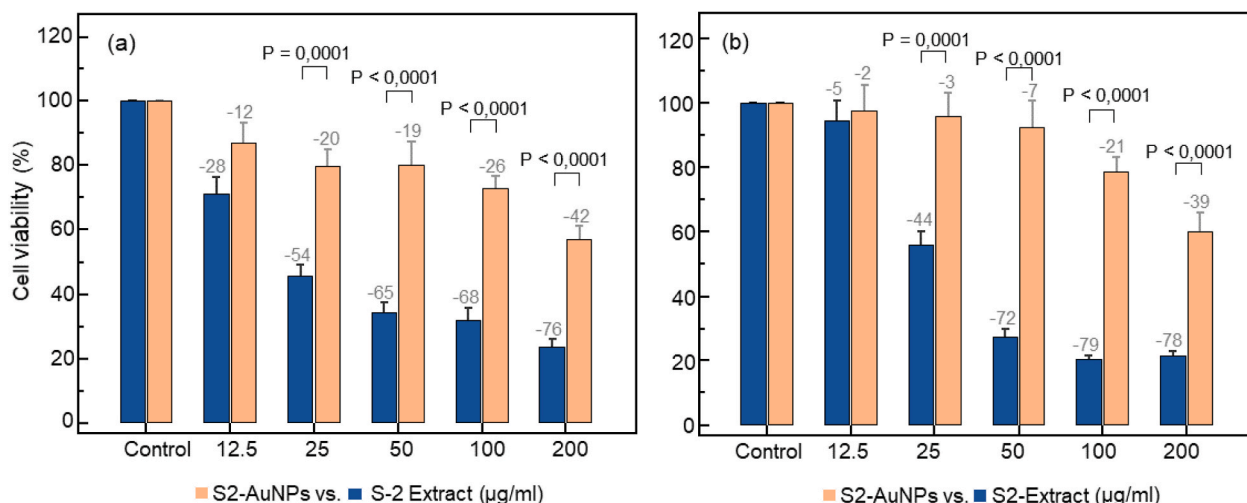 (a)
Cell viability (%)
120
100
80
60
40
20
0
P = 0,0001
P < 0,0001
P < 0,0001
P < 0,0001
-28
-12
-54
-20
-65
-19
-68
-26
-76
-42
Control 12.5 25 50 100 200
S2-AuNPs vs. S-2 Extract (µg/ml)
(b)
120
100
80
60
40
20
0
P = 0,0001
P < 0,0001
P < 0,0001
P < 0,0001
-5
-2
-44
-3
-72
-7
-79
-21
-78
-39
Control 12.5 25 50 100 200
S2-AuNPs vs. S2-Extract (µg/ml)